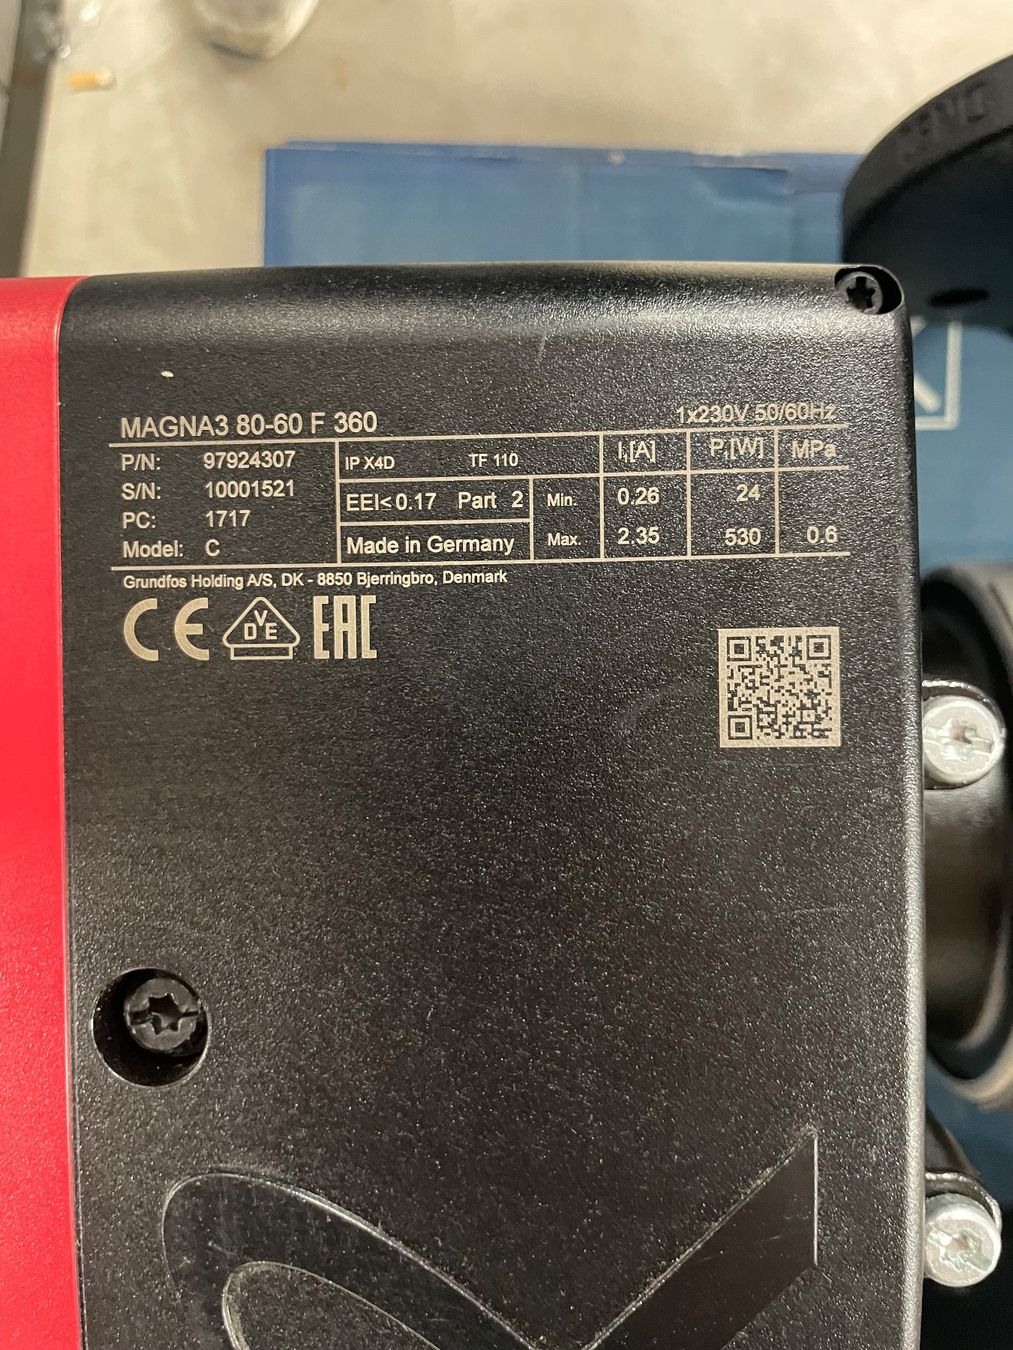 MAGNA3 80-60 F 360
1x230V 50/60Hz
P/N: 97924307
S/N: 10001521
PC: 1717
Model: C
IP X4D TF 110
EEI≤0.17 Part 2
Made in Germany
I₁[A] P₁[W] MPa
Min. 0.26 24
Max. 2.35 530 0.6
Grundfos Holding A/S, DK - 8850 Bjerringbro, Denmark
CE VDE EAC